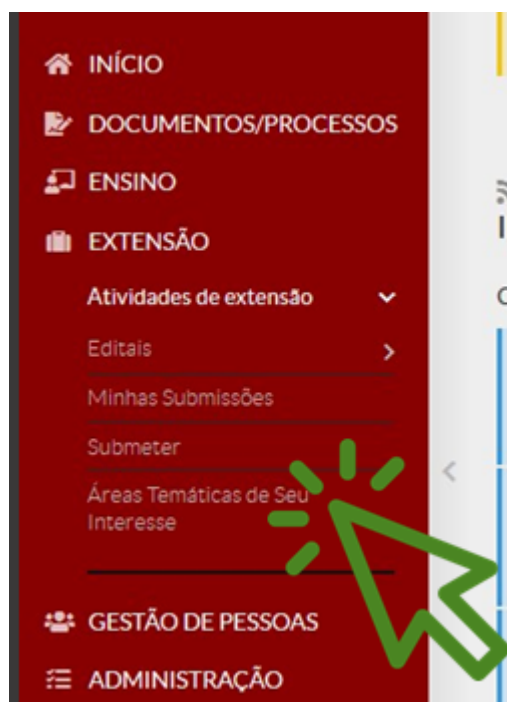 INÍCIO
DOCUMENTOS/PROCESSOS
ENSINO
EXTENSÃO
Atividades de extensão
Editais
Minhas Submissões
Submeter
Áreas Temáticas de Seu
Interesse
GESTÃO DE PESSOAS
ADMINISTRAÇÃO